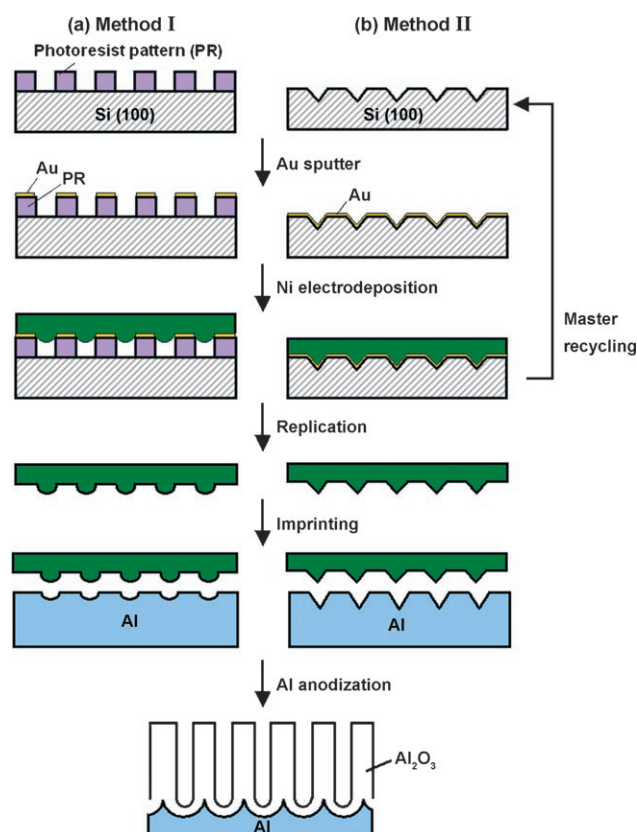 (a) Method I
(b) Method II
Photoresist pattern (PR)
Si (100)
Si (100)
Au sputter
Au
PR
Au
Ni electrodeposition
Master
recycling
Replication
Imprinting
Al
Al
Al anodization
Al₂O₃
Al